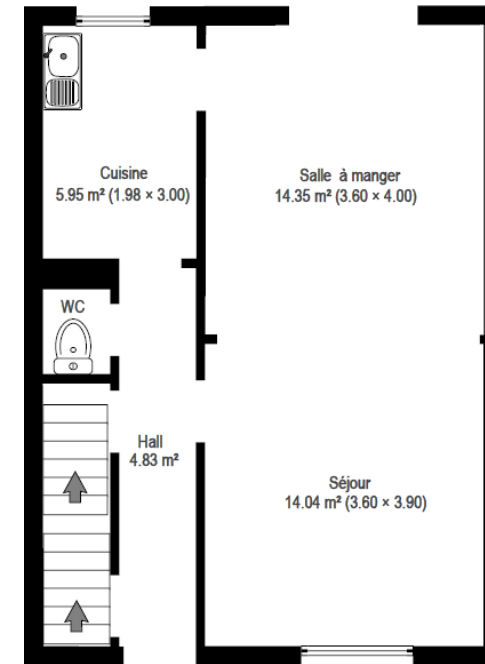 Cuisine
5.95 m² (1.98 × 3.00)
Salle à manger
14.35 m² (3.60 × 4.00)
WC
Hall
4.83 m²
Séjour
14.04 m² (3.60 × 3.90)